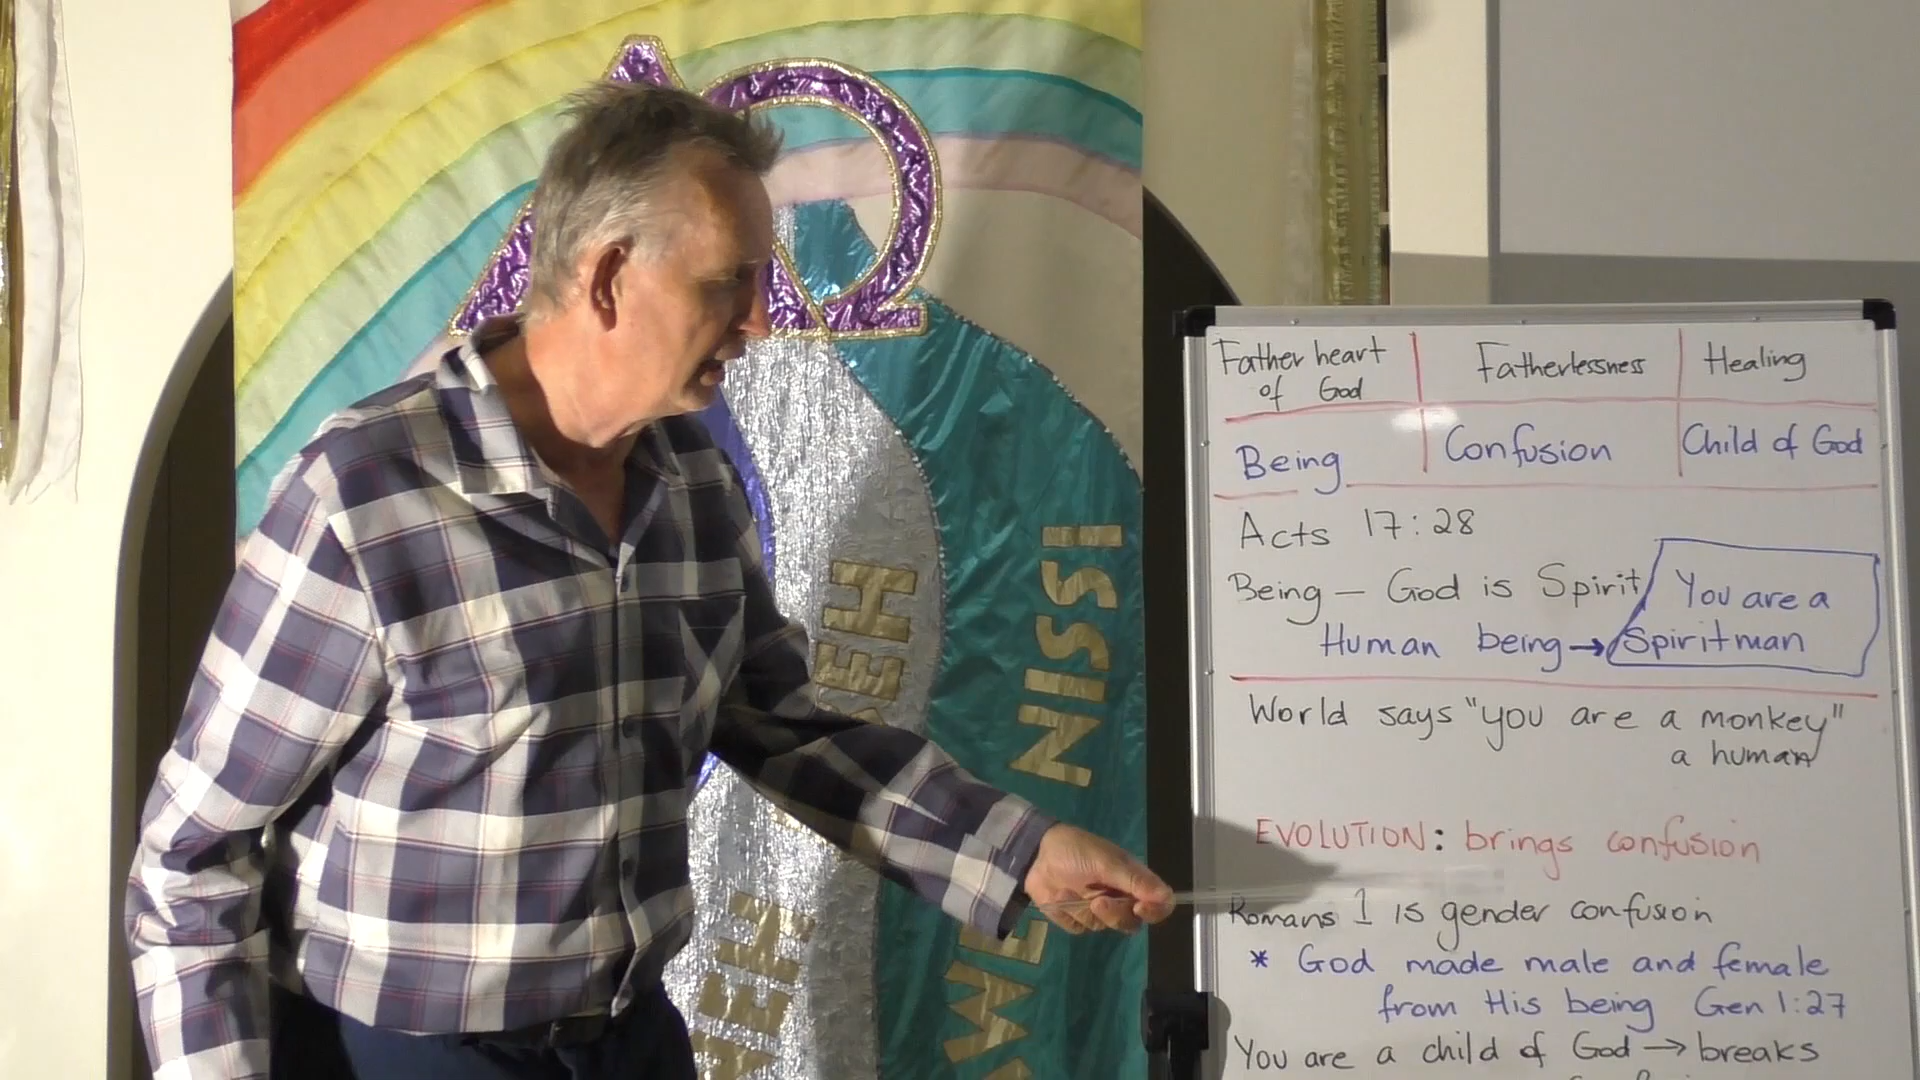 ΑΩ
NISSI
Father heart
of God
Fatherlessness
Healing
Being
Confusion
Child of God
Acts 17:28
Being — God is Spirit
Human being →
You are a
Spiritman
World says "you are a monkey"
a human
EVOLUTION: brings confusion
Romans 1 is gender confusion
* God made male and female
from His being Gen 1:27
You are a child of God → breaks